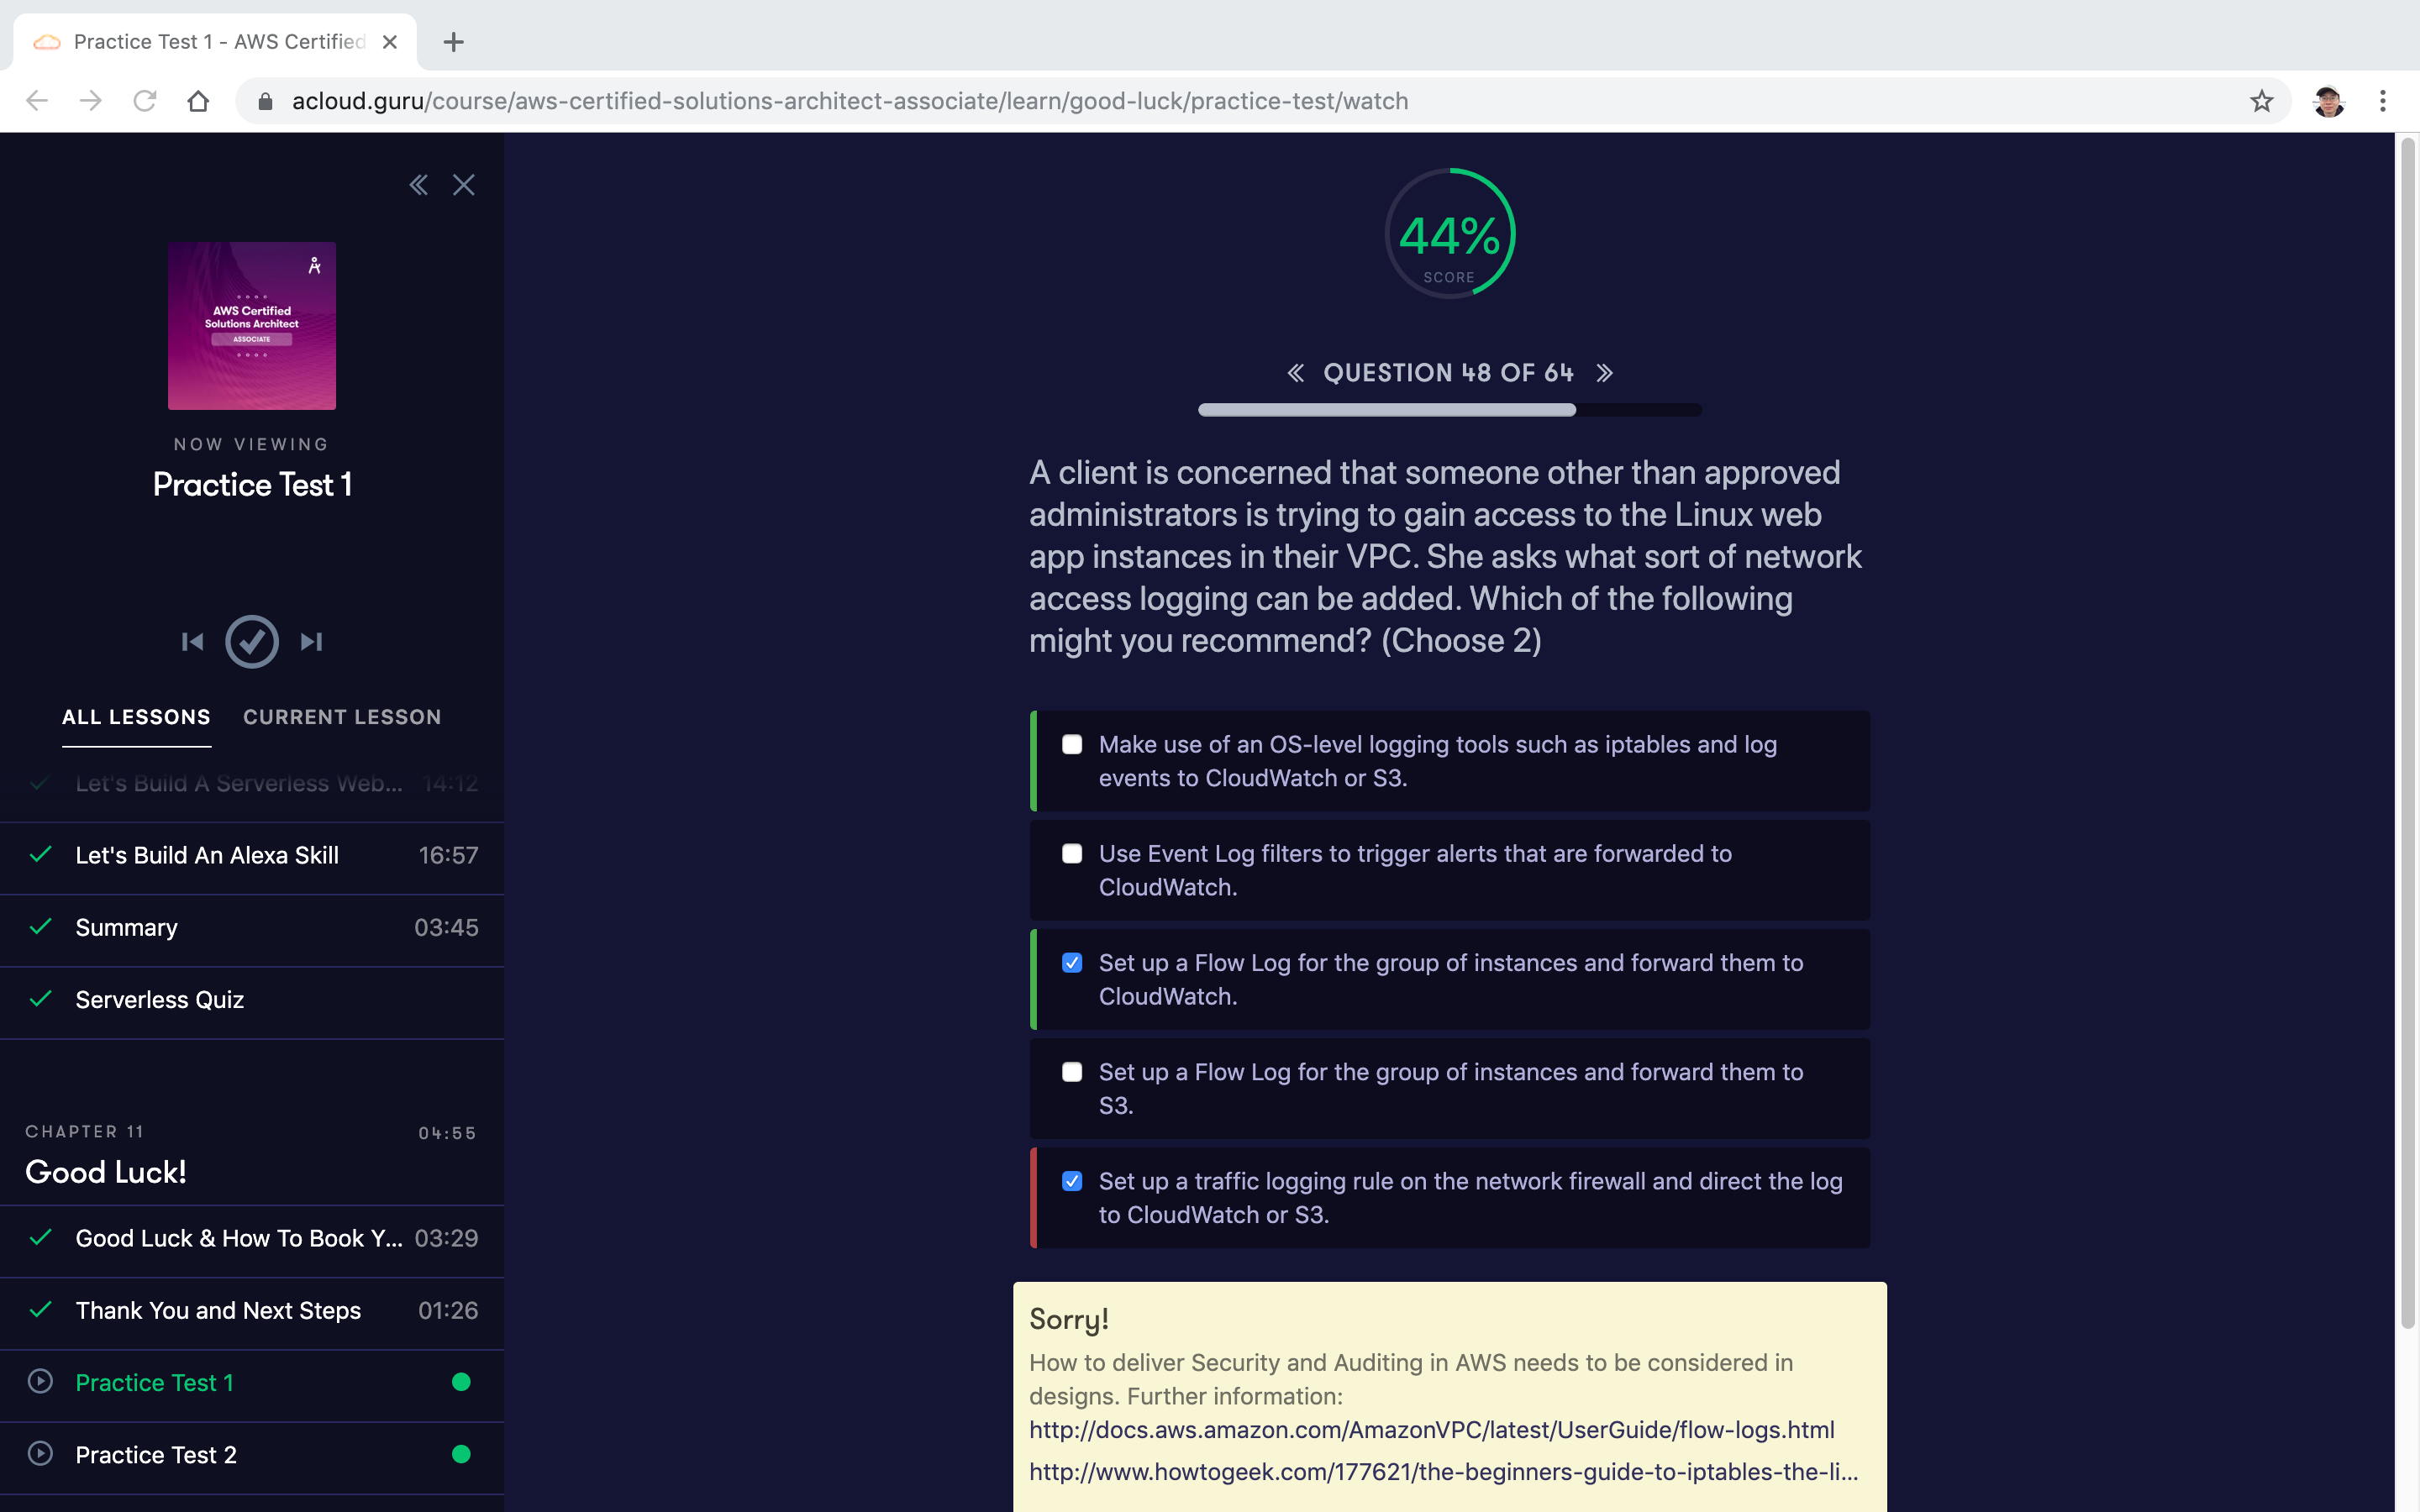 Practice Test 1 - AWS Certified
acloud.guru/course/aws-certified-solutions-architect-associate/learn/good-luck/practice-test/watch
AWS Certified
Solutions Architect
ASSOCIATE
NOW VIEWING
Practice Test 1
ALL LESSONS CURRENT LESSON
Let's Build A Serverless Web... 14:12
Let's Build An Alexa Skill 16:57
Summary 03:45
Serverless Quiz
CHAPTER 11 04:55
Good Luck!
Good Luck & How To Book Y... 03:29
Thank You and Next Steps 01:26
Practice Test 1
Practice Test 2
44%
SCORE
QUESTION 48 OF 64
A client is concerned that someone other than approved
administrators is trying to gain access to the Linux web
app instances in their VPC. She asks what sort of network
access logging can be added. Which of the following
might you recommend? (Choose 2)
Make use of an OS-level logging tools such as iptables and log
events to CloudWatch or S3.
Use Event Log filters to trigger alerts that are forwarded to
CloudWatch.
Set up a Flow Log for the group of instances and forward them to
CloudWatch.
Set up a Flow Log for the group of instances and forward them to
S3.
Set up a traffic logging rule on the network firewall and direct the log
to CloudWatch or S3.
Sorry!
How to deliver Security and Auditing in AWS needs to be considered in
designs. Further information:
http://docs.aws.amazon.com/AmazonVPC/latest/UserGuide/flow-logs.html
http://www.howtogeek.com/177621/the-beginners-guide-to-iptables-the-li...